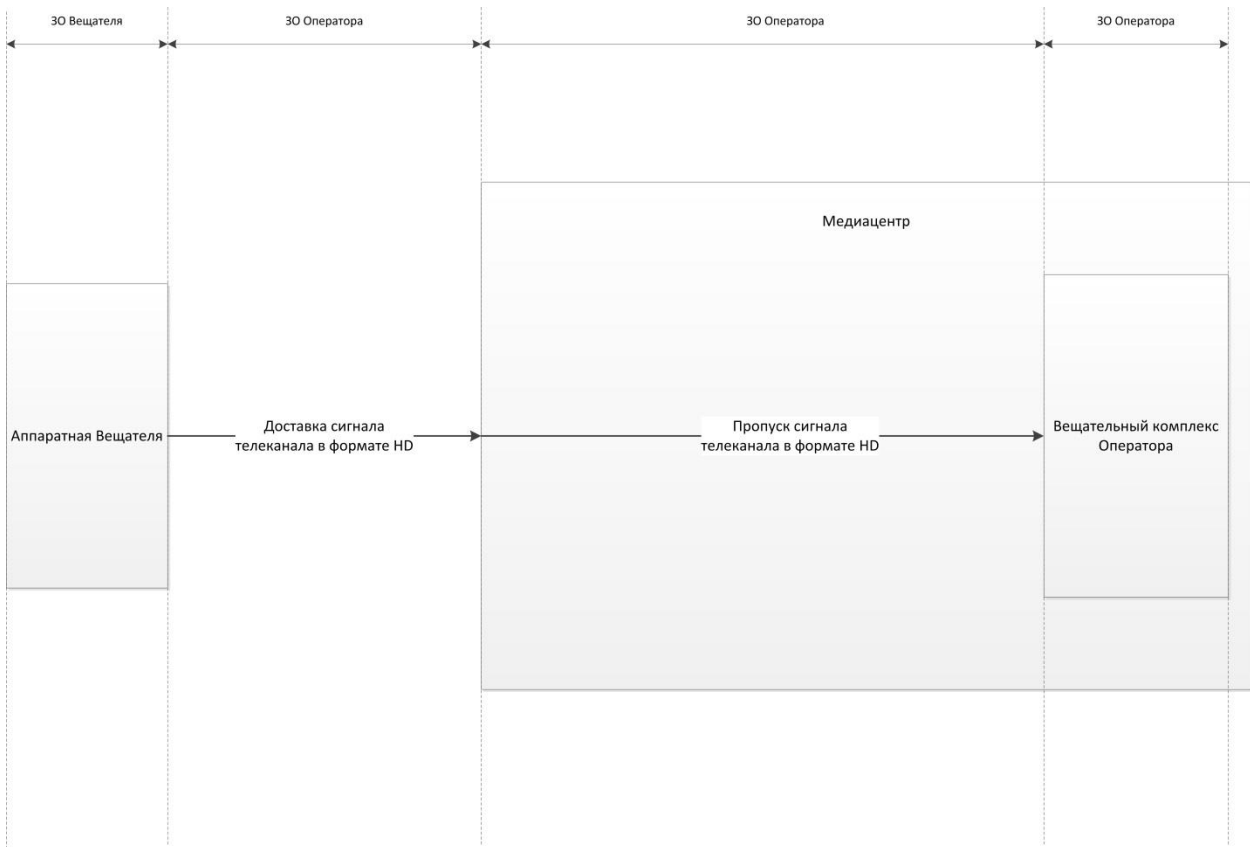 ЗО Вещателя
ЗО Оператора
ЗО Оператора
ЗО Оператора
Медиацентр
Аппаратная Вещателя
Доставка сигнала
телеканала в формате HD
Пропуск сигнала
телеканала в формате HD
Вещательный комплекс
Оператора